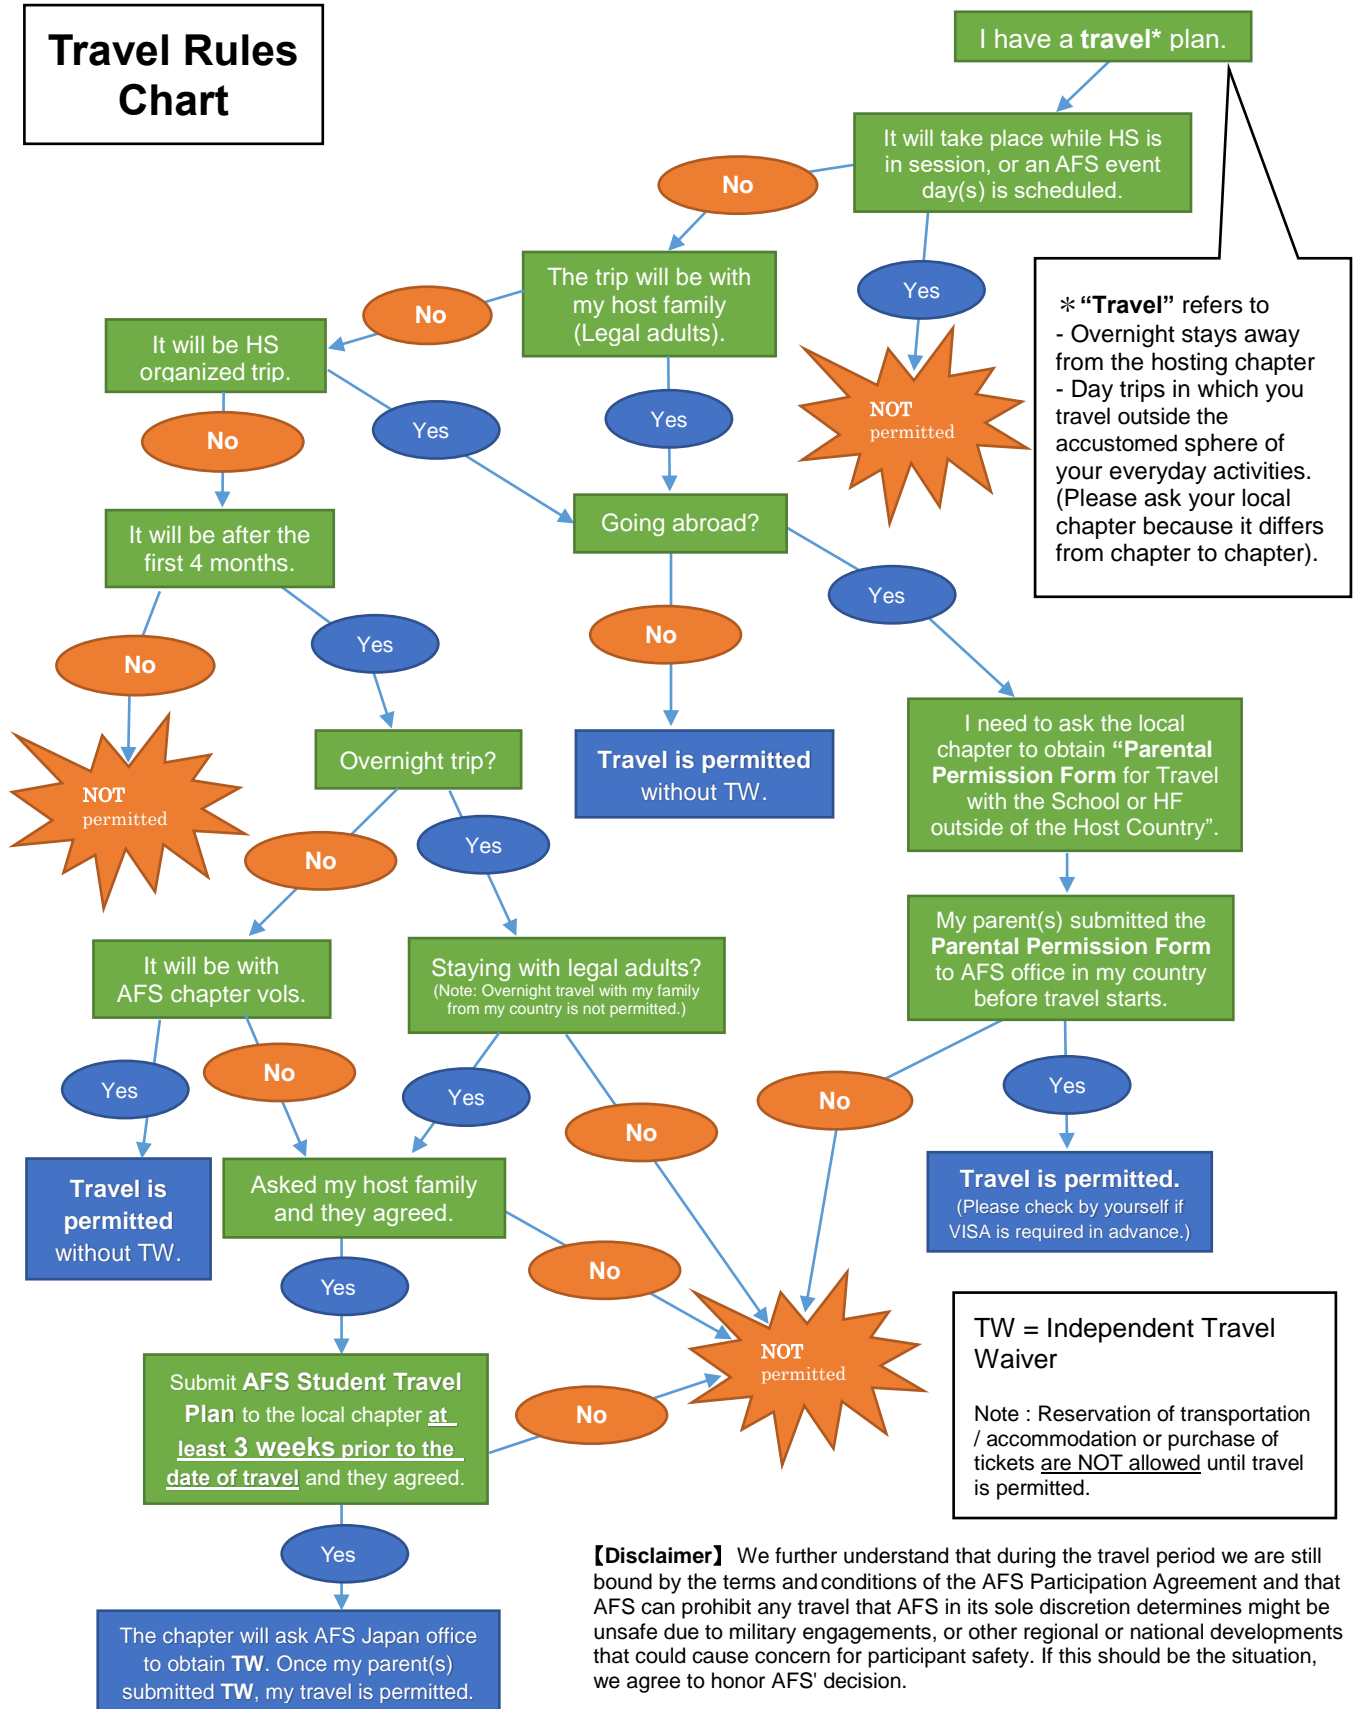 Travel Rules
Chart
I have a travel* plan.
It will take place while HS is
in session, or an AFS event
day(s) is scheduled.
No
Yes
NOT
permitted
The trip will be with
my host family
(Legal adults).
No
Yes
It will be HS
organized trip.
No
Yes
＊“Travel” refers to
- Overnight stays away
from the hosting chapter
- Day trips in which you
travel outside the
accustomed sphere of
your everyday activities.
(Please ask your local
chapter because it differs
from chapter to chapter).
Going abroad?
No
Yes
It will be after the
first 4 months.
No
Yes
NOT
permitted
Travel is permitted
without TW.
I need to ask the local
chapter to obtain “Parental
Permission Form for Travel
with the School or HF
outside of the Host Country”.
Overnight trip?
No
Yes
My parent(s) submitted the
Parental Permission Form
to AFS office in my country
before travel starts.
No
Yes
It will be with
AFS chapter vols.
Yes
No
Staying with legal adults?
(Note: Overnight travel with my family
from my country is not permitted.)
Yes
No
Travel is
permitted
without TW.
Asked my host family
and they agreed.
Yes
No
Travel is permitted.
(Please check by yourself if
VISA is required in advance.)
NOT
permitted
Submit AFS Student Travel
Plan to the local chapter at
least 3 weeks prior to the
date of travel and they agreed.
No
Yes
TW = Independent Travel
Waiver
Note : Reservation of transportation
/ accommodation or purchase of
tickets are NOT allowed until travel
is permitted.
The chapter will ask AFS Japan office
to obtain TW. Once my parent(s)
submitted TW, my travel is permitted.
【Disclaimer】 We further understand that during the travel period we are still
bound by the terms and conditions of the AFS Participation Agreement and that
AFS can prohibit any travel that AFS in its sole discretion determines might be
unsafe due to military engagements, or other regional or national developments
that could cause concern for participant safety. If this should be the situation,
we agree to honor AFS' decision.